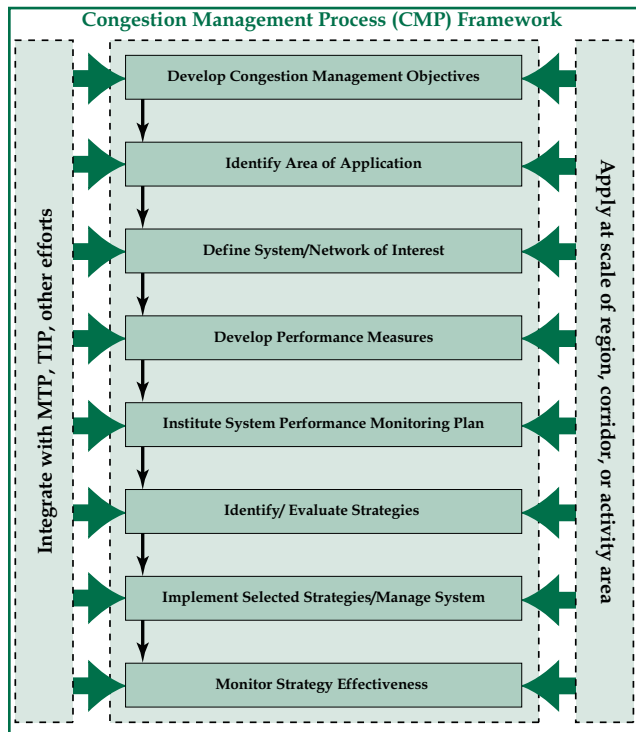 Congestion Management Process (CMP) Framework
Integrate with MTP, TIP, other efforts
Develop Congestion Management Objectives
Identify Area of Application
Define System/Network of Interest
Develop Performance Measures
Institute System Performance Monitoring Plan
Identify/ Evaluate Strategies
Implement Selected Strategies/Manage System
Monitor Strategy Effectiveness
Apply at scale of region, corridor, or activity area